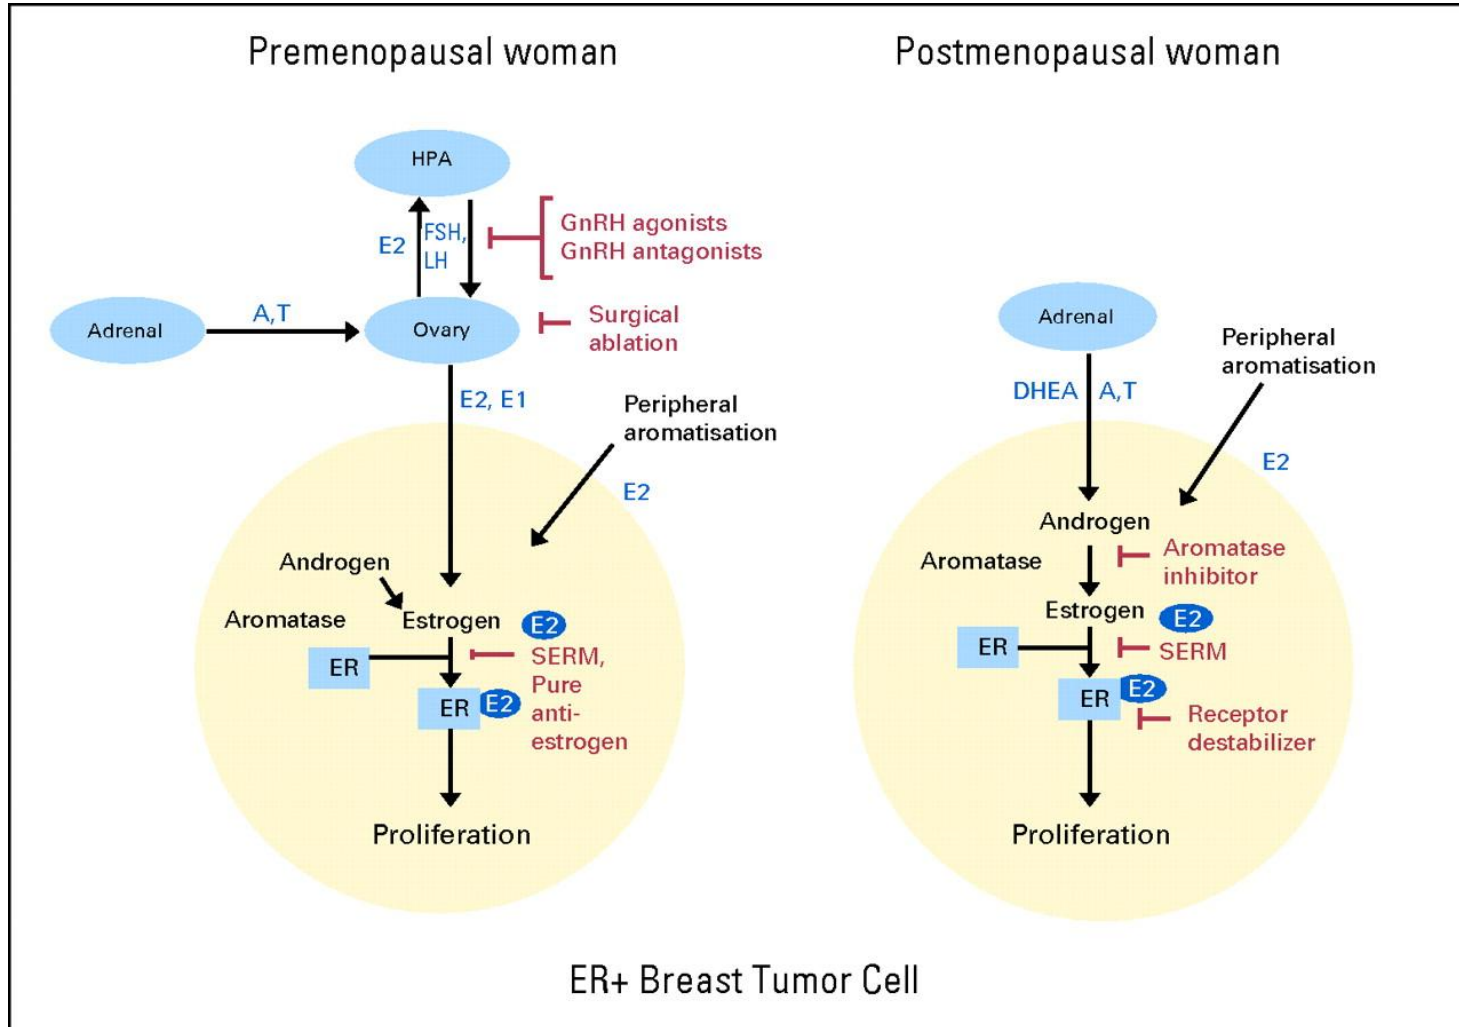 Premenopausal woman
HPA
E2
FSH,
LH
GnRH agonists
GnRH antagonists
Adrenal
A,T
Ovary
Surgical
ablation
E2, E1
Peripheral
aromatisation
E2
Androgen
Aromatase
Estrogen
E2
ER
SERM,
Pure
anti-
estrogen
ER
E2
Proliferation
Postmenopausal woman
Adrenal
Peripheral
aromatisation
DHEA
A,T
E2
Androgen
Aromatase
Aromatase
inhibitor
Estrogen
E2
ER
SERM
ER
E2
Receptor
destabilizer
Proliferation
ER+ Breast Tumor Cell